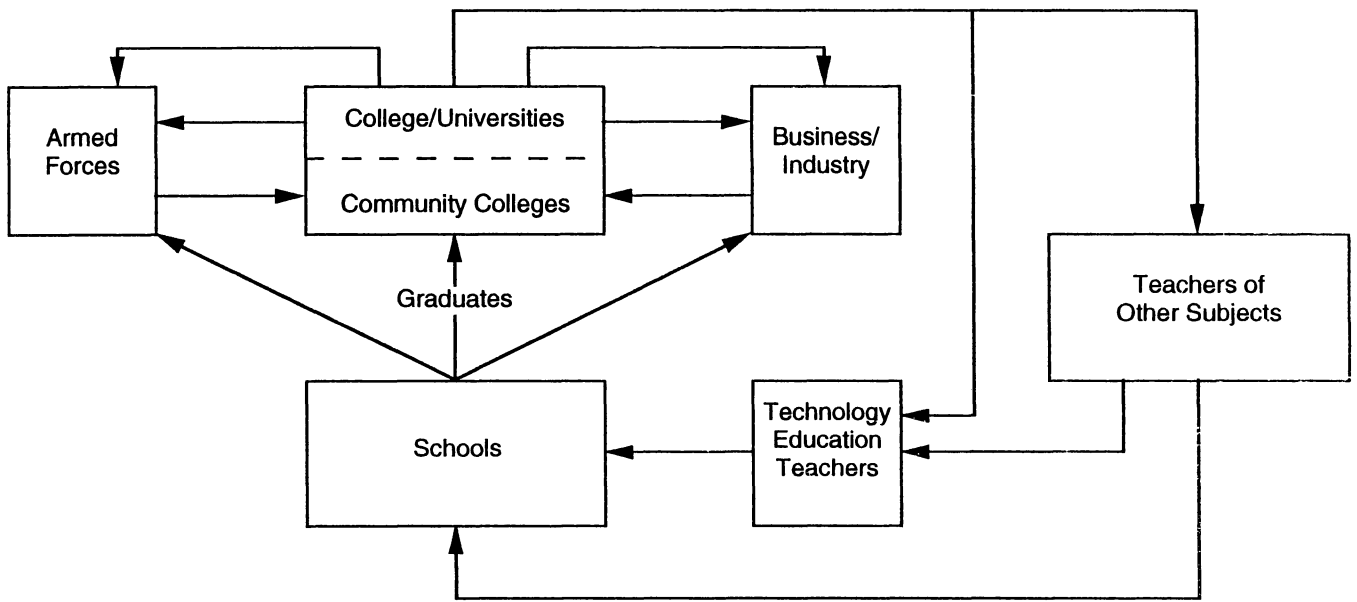 College/Universities
Armed
Forces
Business/
Industry
Community Colleges
Teachers of
Other Subjects
Graduates
Technology
Education
Teachers
Schools